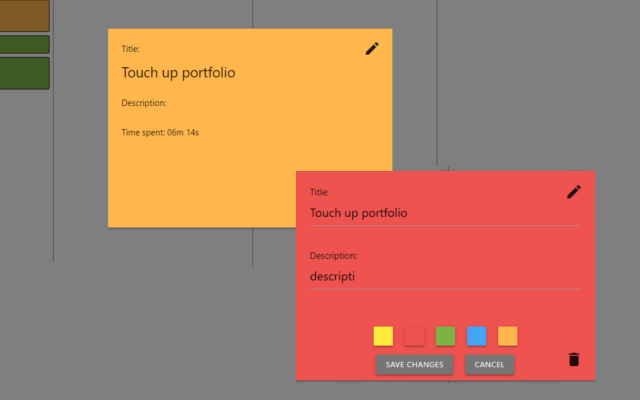 Title:
Touch up portfolio
Description:
Time spent: 06m 14s
Title:
Touch up portfolio
Description:
descripti
SAVE CHANGES
CANCEL